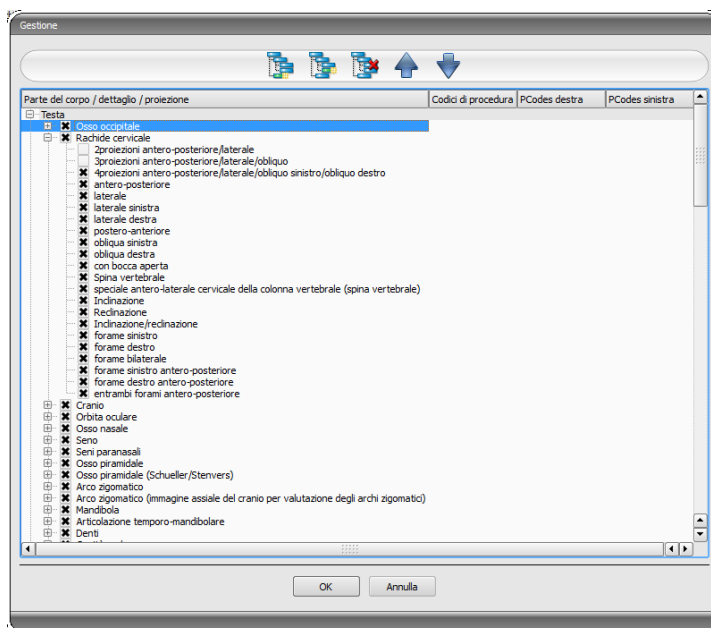 Gestione
Parte del corpo / dettaglio / proiezione Codici di procedura PCodes destra PCodes sinistra
Testa
Osso occipitale
Rachide cervicale
2proiezioni antero-posteriore/laterale
3proiezioni antero-posteriore/laterale/obliquo
4proiezioni antero-posteriore/laterale/obliquo sinistro/obliquo destro
antero-posteriore
laterale
laterale sinistra
laterale destra
postero-anteriore
obliqua sinistra
obliqua destra
con bocca aperta
Spina vertebrale
speciale antero-laterale cervicale della colonna vertebrale (spina vertebrale)
Inclinazione
Reclinazione
Inclinazione/reclinazione
forame sinistro
forame destro
forame bilaterale
forame sinistro antero-posteriore
forame destro antero-posteriore
entrambi forami antero-posteriore
Cranio
Orbita oculare
Osso nasale
Seno
Seni paranasali
Osso piramidale
Osso piramidale (Schueller/Stenvers)
Arco zigomatico
Arco zigomatico (immagine assiale del cranio per valutazione degli archi zigomatici)
Mandibola
Articolazione temporo-mandibolare
Denti
OK Annulla